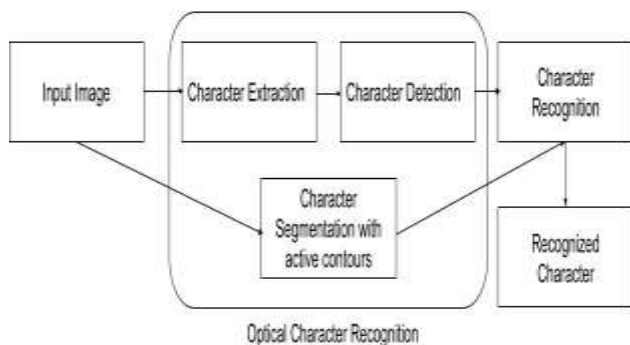 Input Image
Character Extraction
Character Detection
Character
Recognition
Character
Segmentation with
active contours
Recognized
Character
Optical Character Recognition